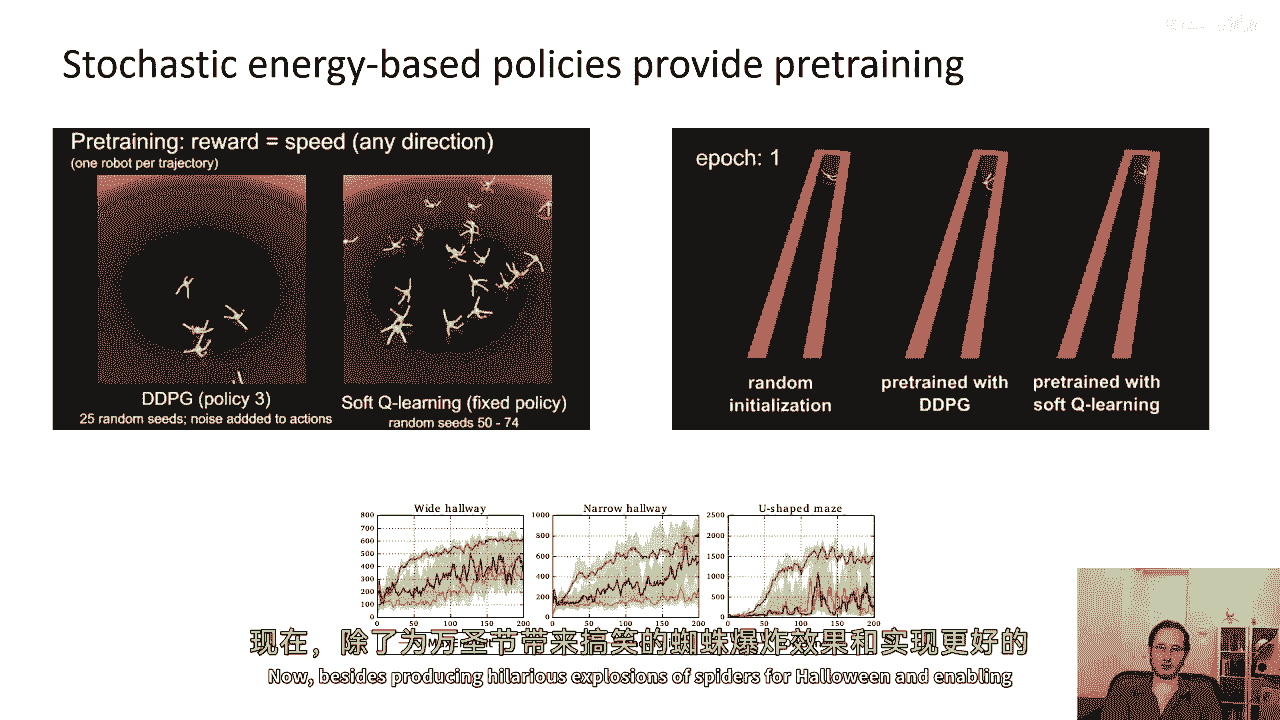 Stochastic energy-based policies provide pretraining
Pretraining: reward = speed (any direction)
(one robot per trajectory)
DDPG (policy 3)
25 random seeds; noise addded to actions
Soft Q-learning (fixed policy)
random seeds 50 - 74
epoch: 1
random
initialization
pretrained with
DDPG
pretrained with
soft Q-learning
Wide hallway
800
700
600
500
400
300
200
100
0
0 50 100 150 200
Narrow hallway
1000
800
600
400
200
0
0 50 100 150 200
U-shaped maze
2500
2000
1500
1000
500
0
0 50 100 150 200
现在，除了为万圣节带来搞笑的蜘蛛爆炸效果和实现更好的
Now, besides producing hilarious explosions of spiders for Halloween and enabling